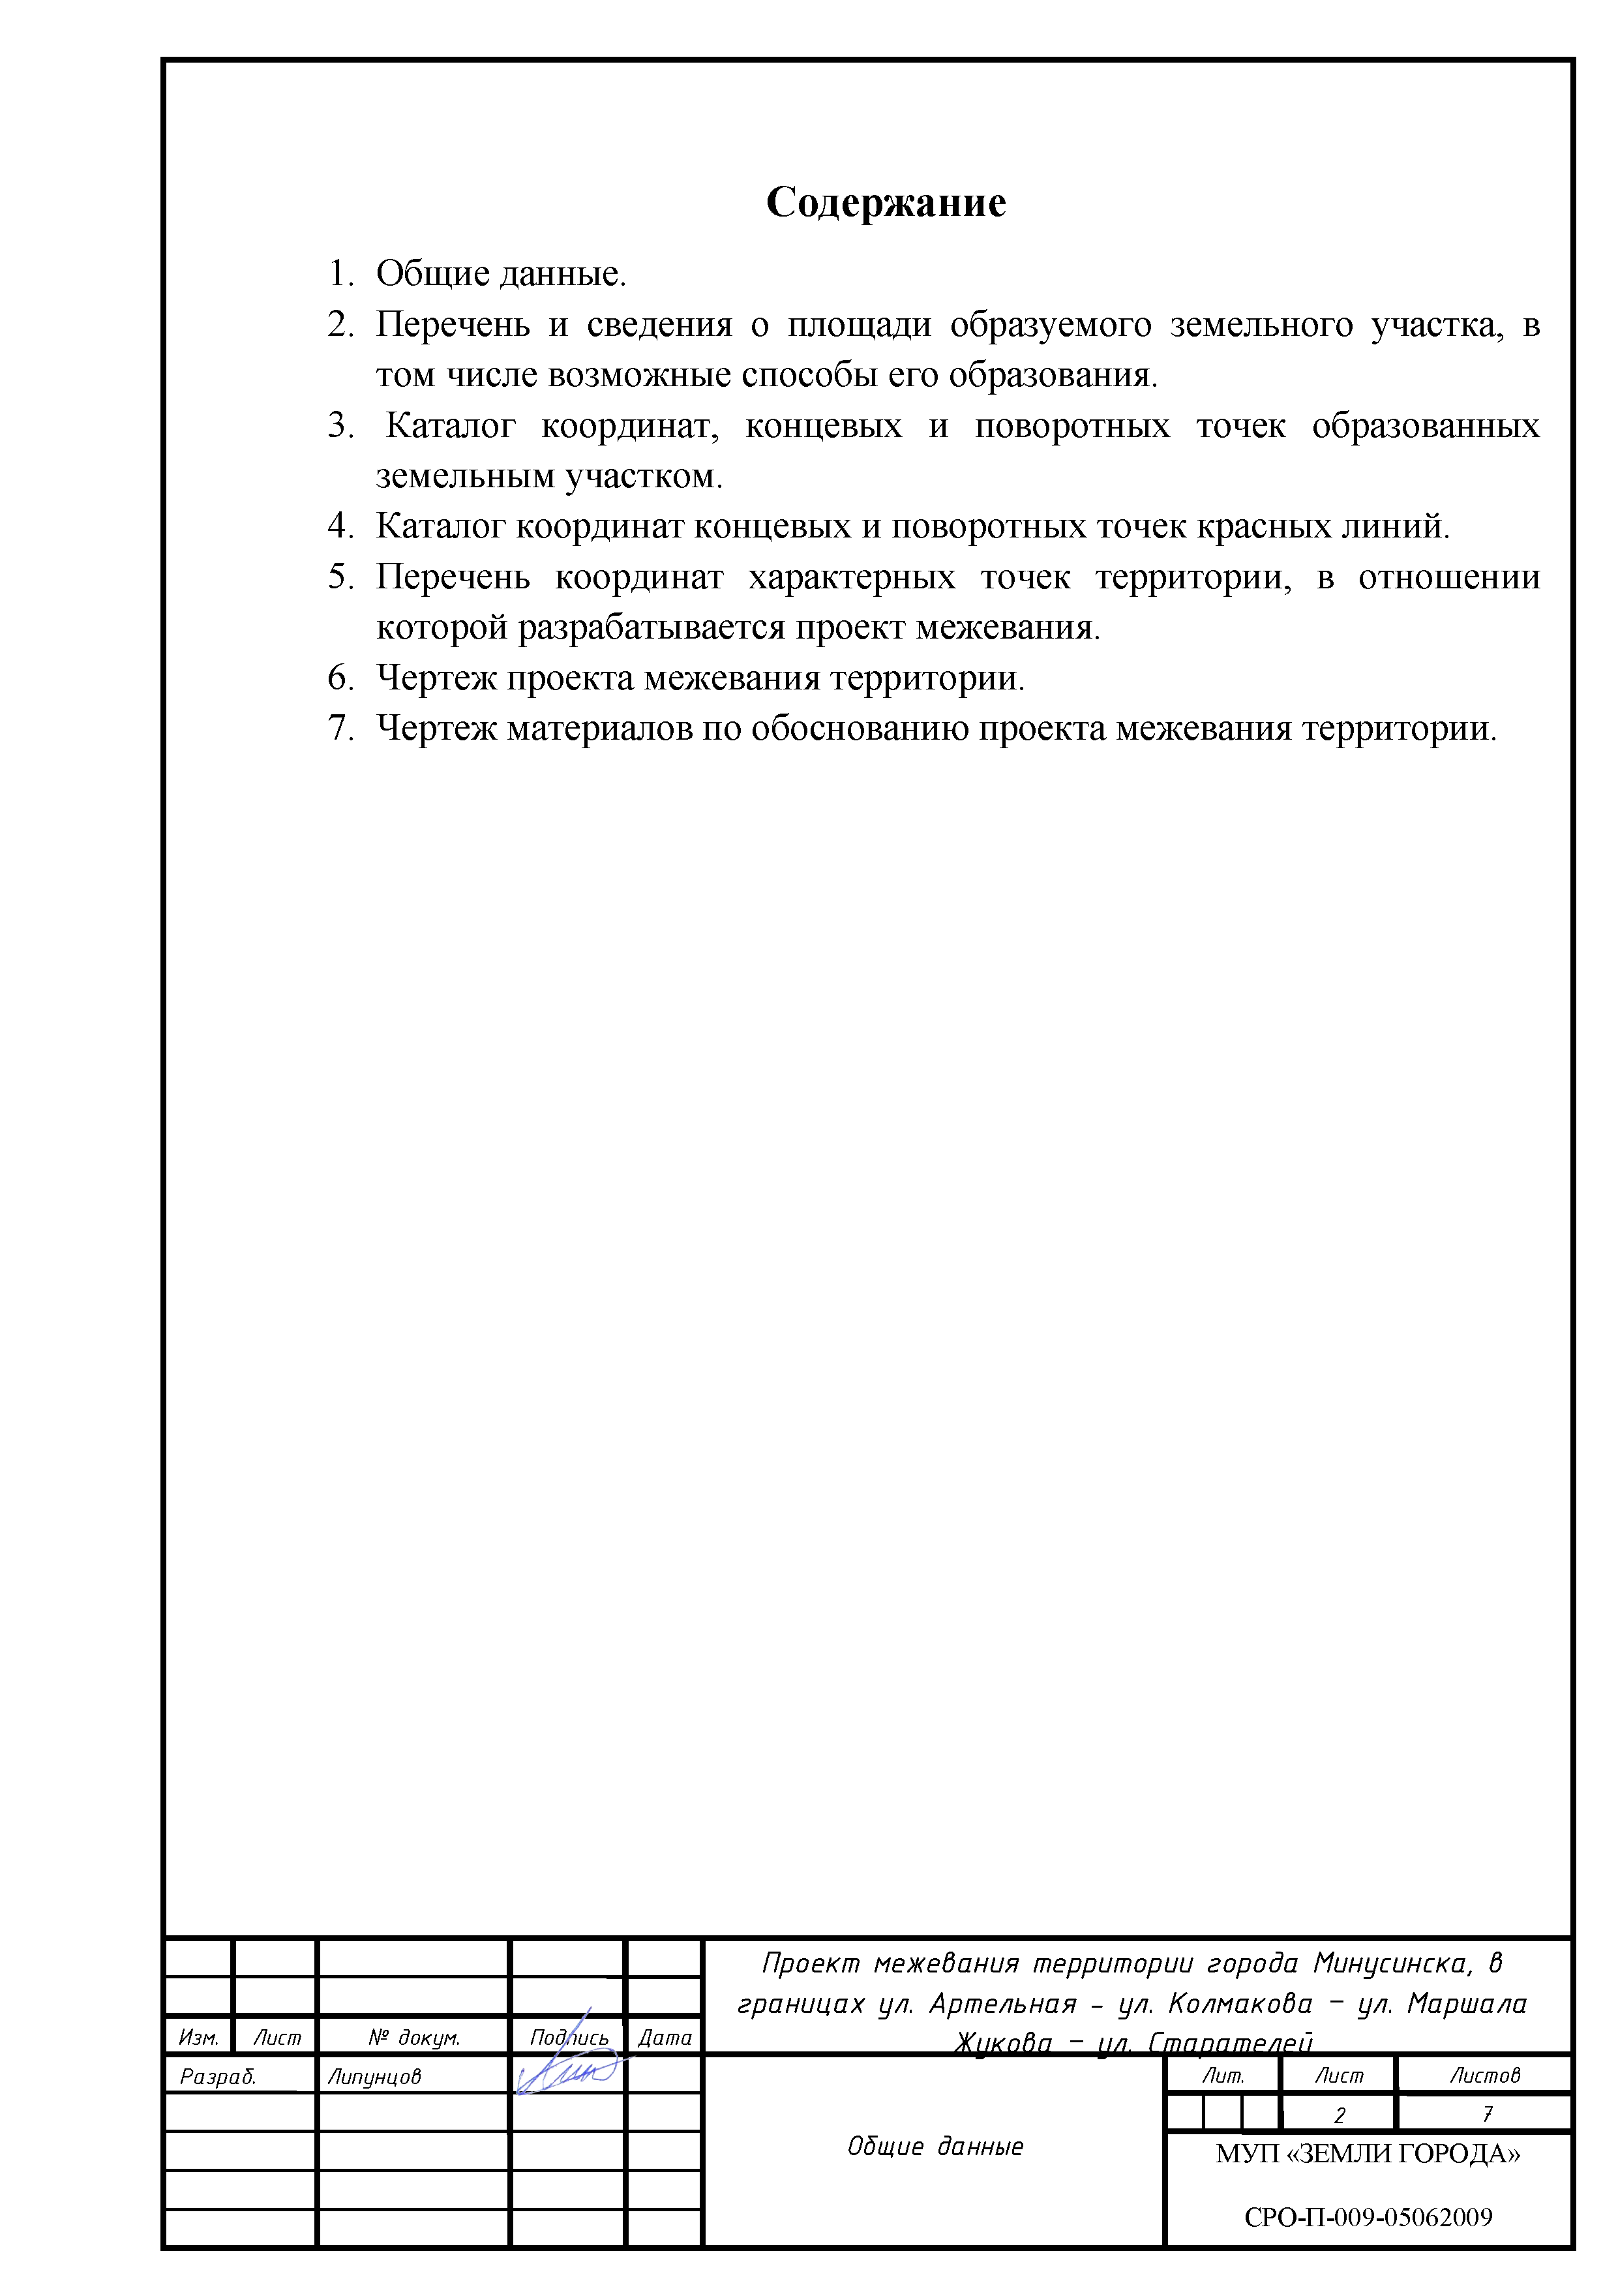 Содержание
1. Общие данные.
2. Перечень и сведения о площади образуемого земельного участка, в
том числе возможные способы его образования.
3. Каталог координат, концевых и поворотных точек образованных
земельным участком.
4. Каталог координат концевых и поворотных точек красных линий.
5. Перечень координат характерных точек территории, в отношении
которой разрабатывается проект межевания.
6. Чертеж проекта межевания территории.
7. Чертеж материалов по обоснованию проекта межевания территории.
Проект межевания территории города Минусинска, в
границах ул. Артельная - ул. Колмакова – ул. Маршала
Жукова – ул. Старателей
Изм. Лист № докум. Подпись Дата
Разраб. Липунцов
Общие данные
Лит. Лист Листов
2 7
МУП «ЗЕМЛИ ГОРОДА»
СРО-П-009-05062009